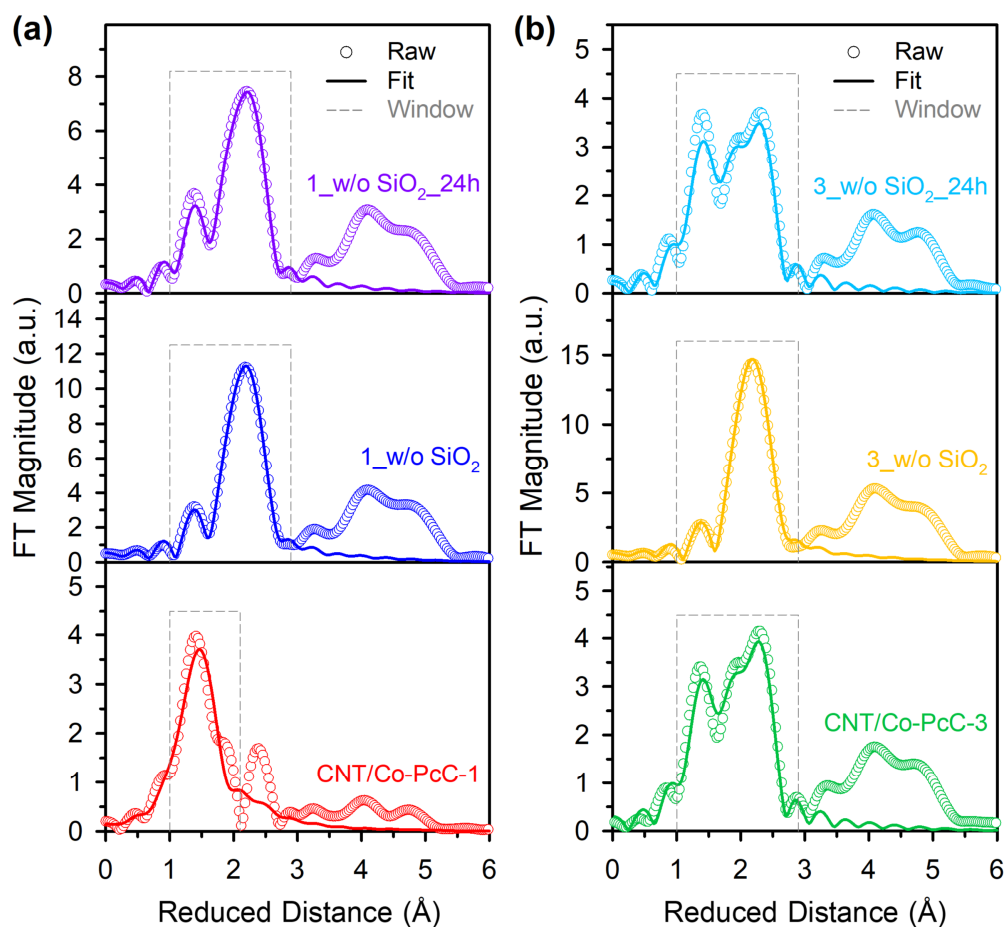 (a)
FT Magnitude (a.u.)
FT Magnitude (a.u.)
8
6
4
2
0
Raw
Fit
Window
1_w/o SiO₂_24h
14
12
10
8
6
4
2
0
1_w/o SiO₂
5
4
3
2
1
0
CNT/Co-PcC-1
0 1 2 3 4 5 6
Reduced Distance (Å)
(b)
FT Magnitude (a.u.)
5
4
3
2
1
0
Raw
Fit
Window
3_w/o SiO₂_24h
15
10
5
0
3_w/o SiO₂
5
4
3
2
1
0
CNT/Co-PcC-3
0 1 2 3 4 5 6
Reduced Distance (Å)